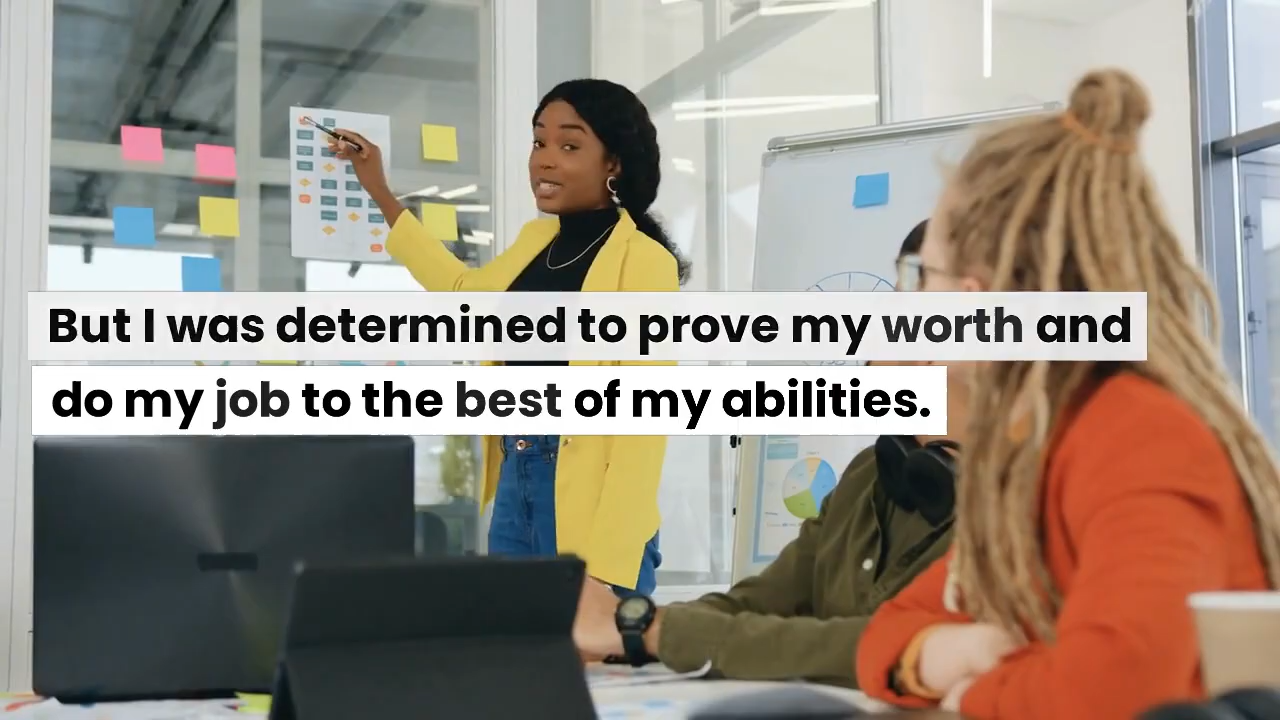 But I was determined to prove my worth and
do my job to the best of my abilities.